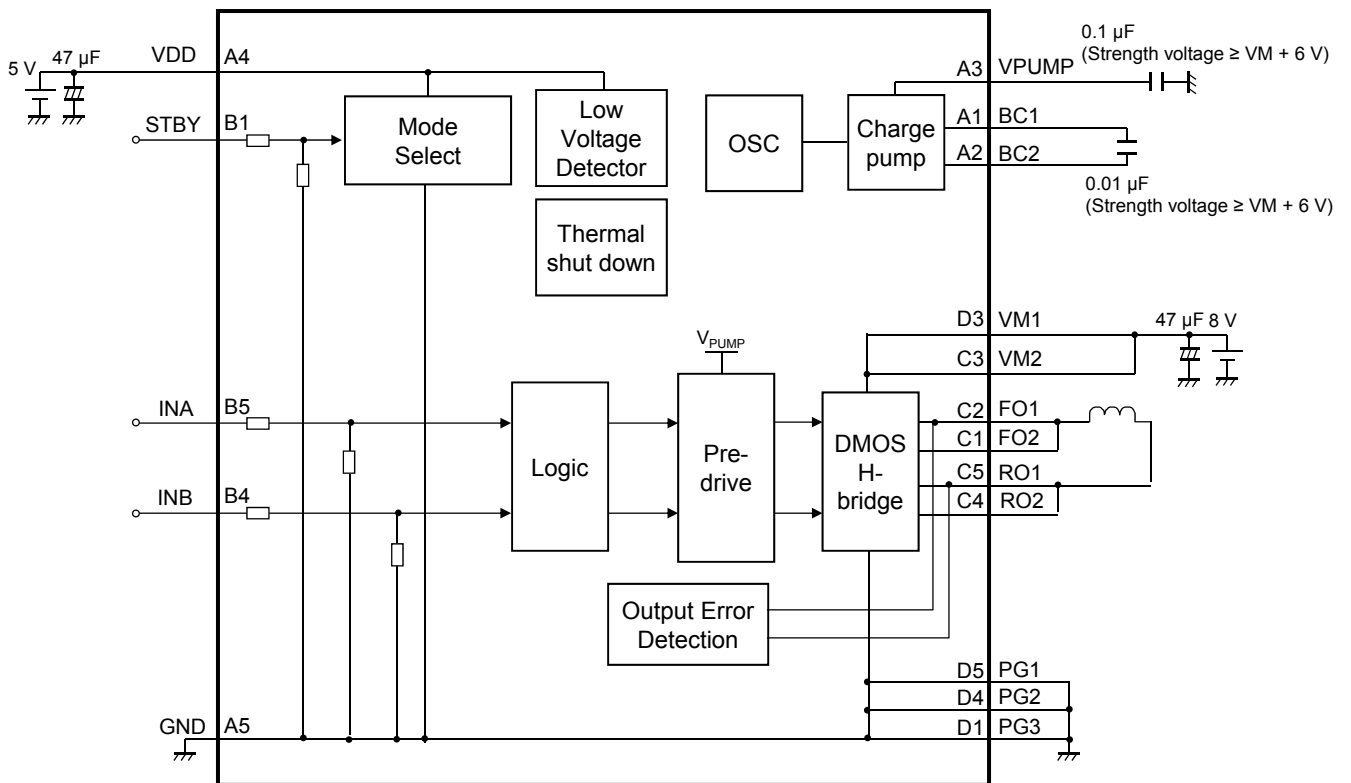 0.1 µF
(Strength voltage ≥ VM + 6 V)
5 V
47 µF
VDD
A4
A3
VPUMP
STBY
B1
Mode
Select
Low
Voltage
Detector
OSC
Charge
pump
A1
BC1
A2
BC2
0.01 µF
(Strength voltage ≥ VM + 6 V)
Thermal
shut down
D3
VM1
47 µF
8 V
C3
VM2
VPUMP
INA
B5
INB
B4
Logic
Pre-
drive
DMOS
H-
bridge
C2
FO1
C1
FO2
C5
RO1
C4
RO2
Output Error
Detection
D5
PG1
D4
PG2
GND
A5
D1
PG3